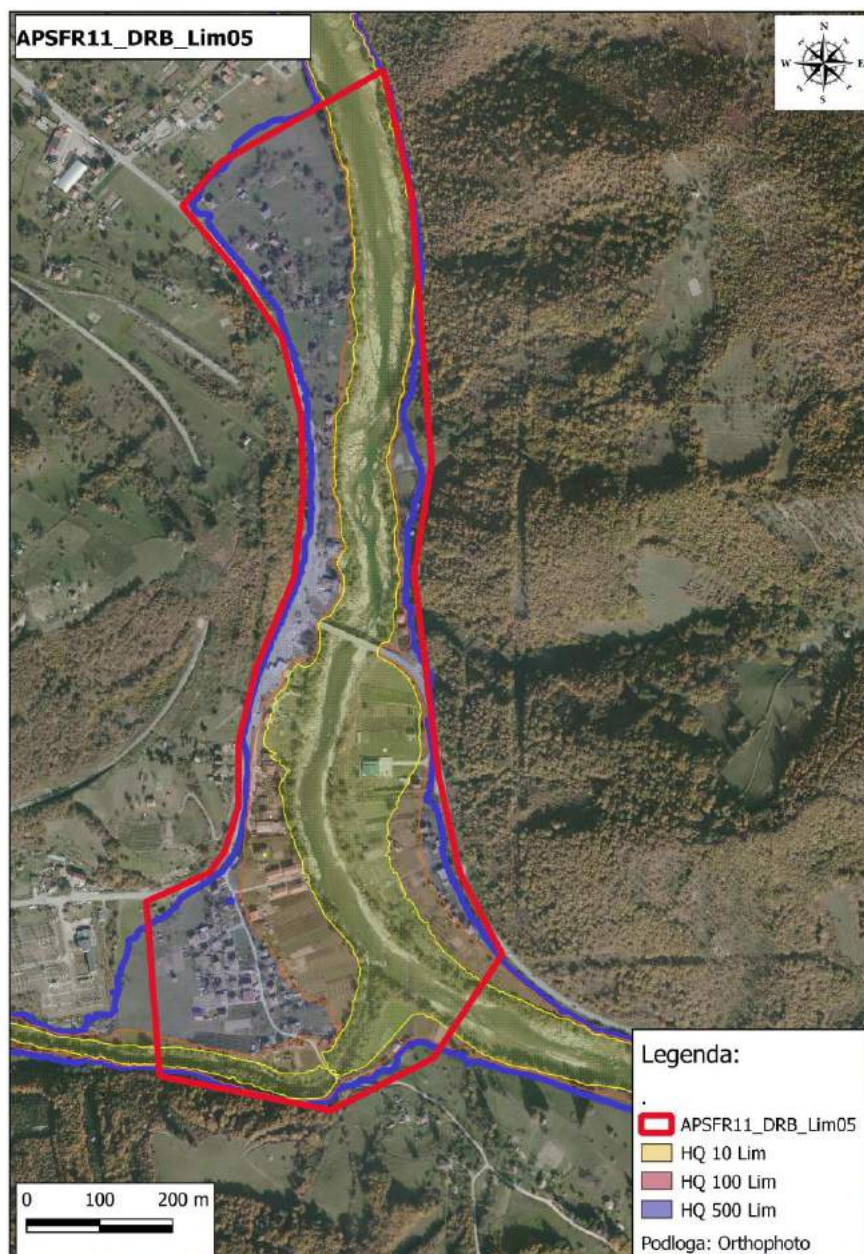 APSFR11_DRB_Lim05
N
W E
S
Legenda:
.
APSFR11_DRB_Lim05
HQ 10 Lim
HQ 100 Lim
HQ 500 Lim
Podloga: Orthophoto
0 100 200 m